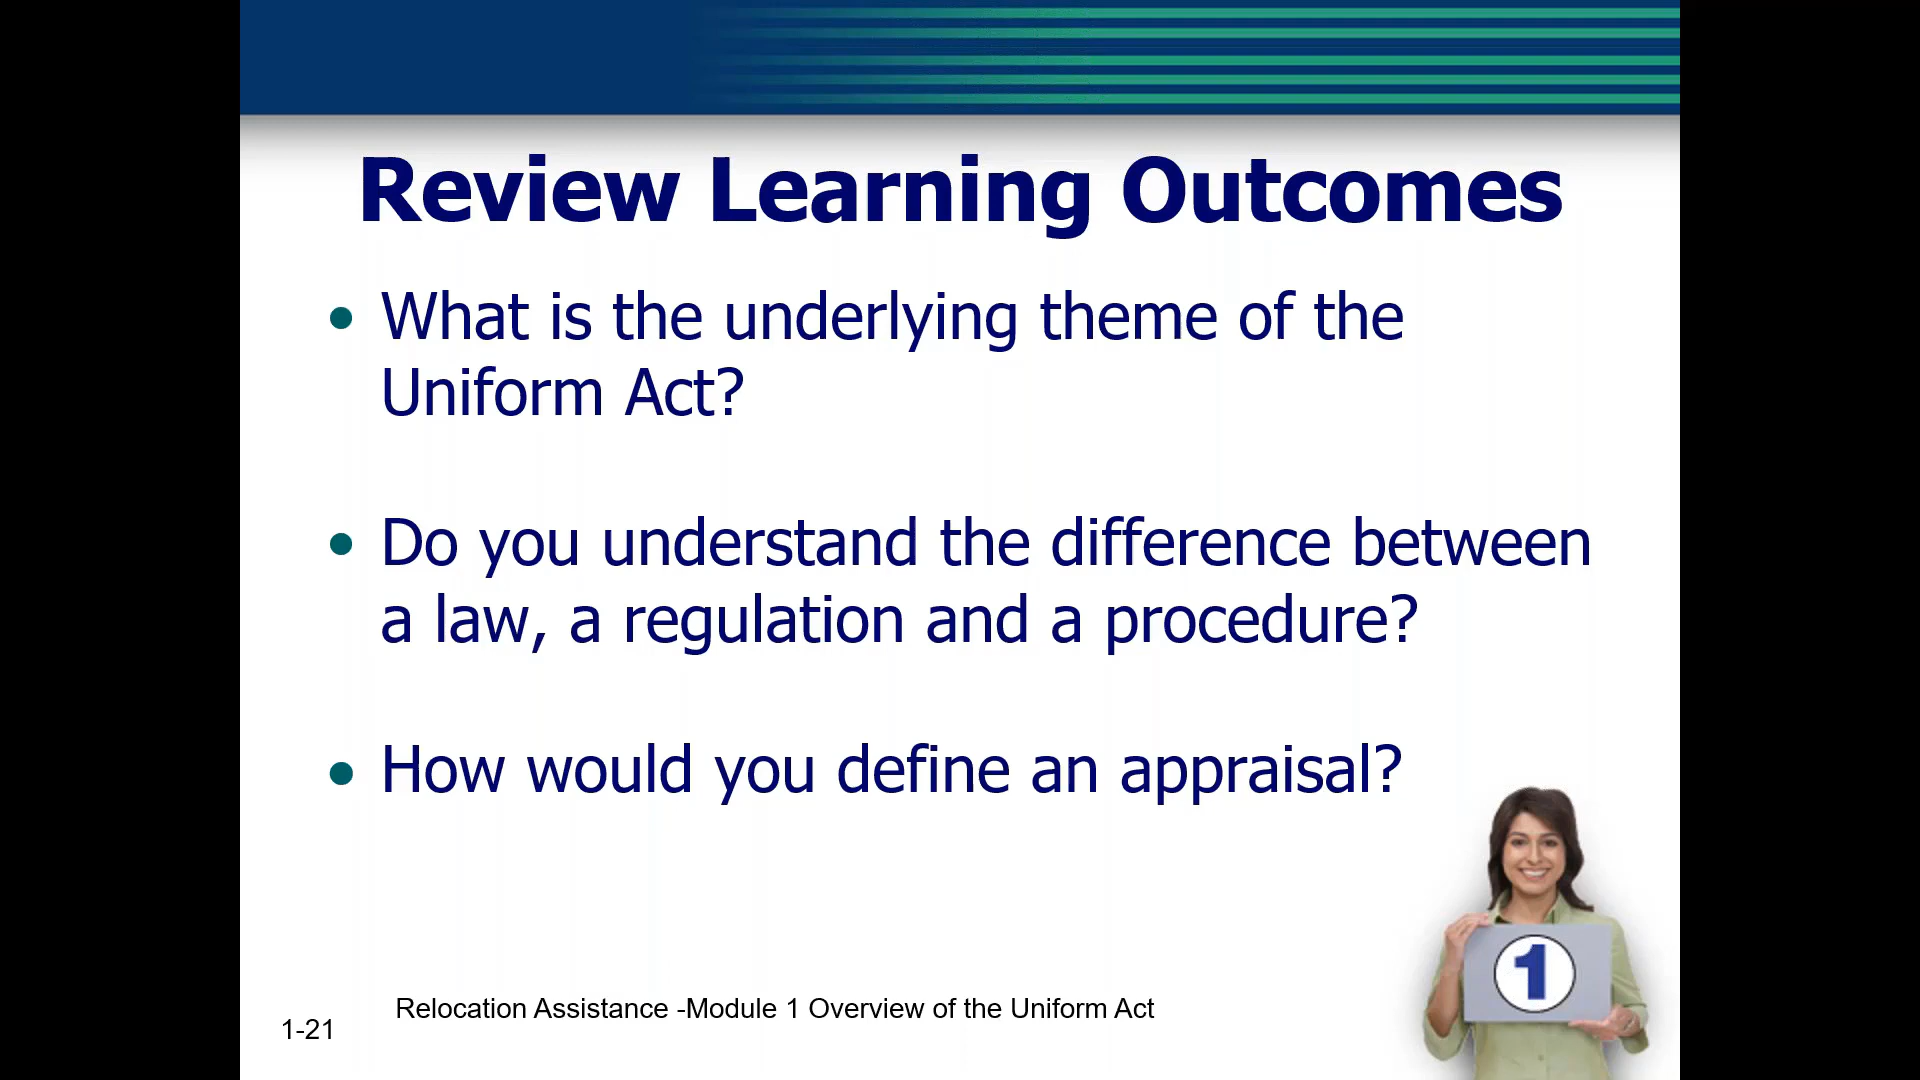 Review Learning Outcomes
• What is the underlying theme of the
Uniform Act?
• Do you understand the difference between
a law, a regulation and a procedure?
• How would you define an appraisal?
1
Relocation Assistance -Module 1 Overview of the Uniform Act
1-21